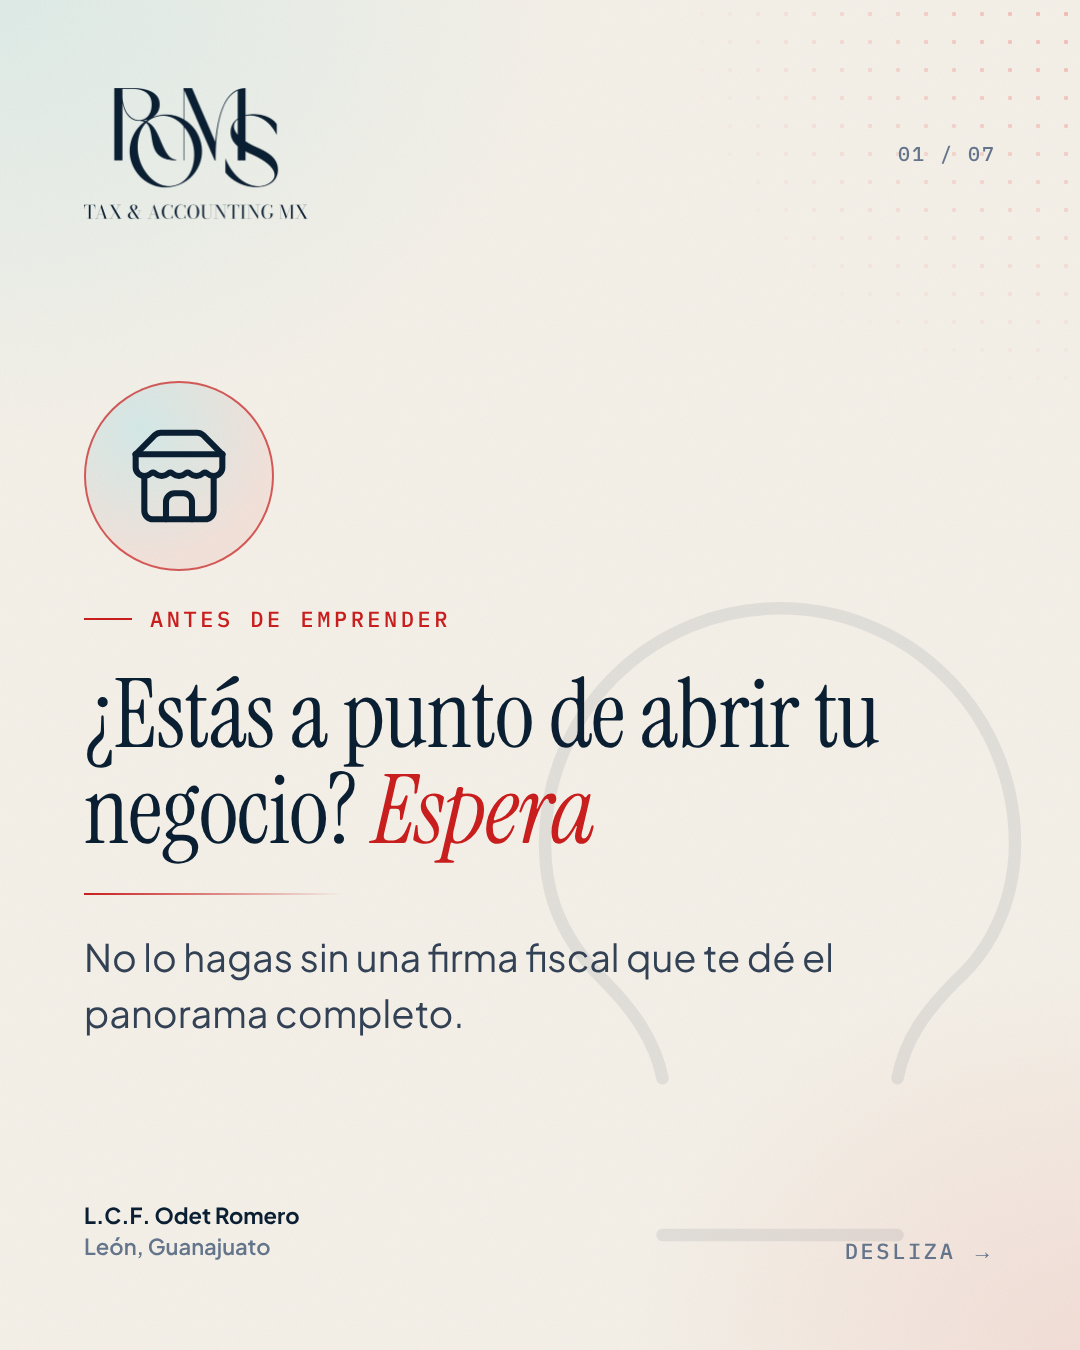 ROMS
TAX & ACCOUNTING MX
01 / 07
ANTES DE EMPRENDER
¿Estás a punto de abrir tu
negocio? Espera
No lo hagas sin una firma fiscal que te dé el
panorama completo.
L.C.F. Odet Romero
León, Guanajuato
DESLIZA →